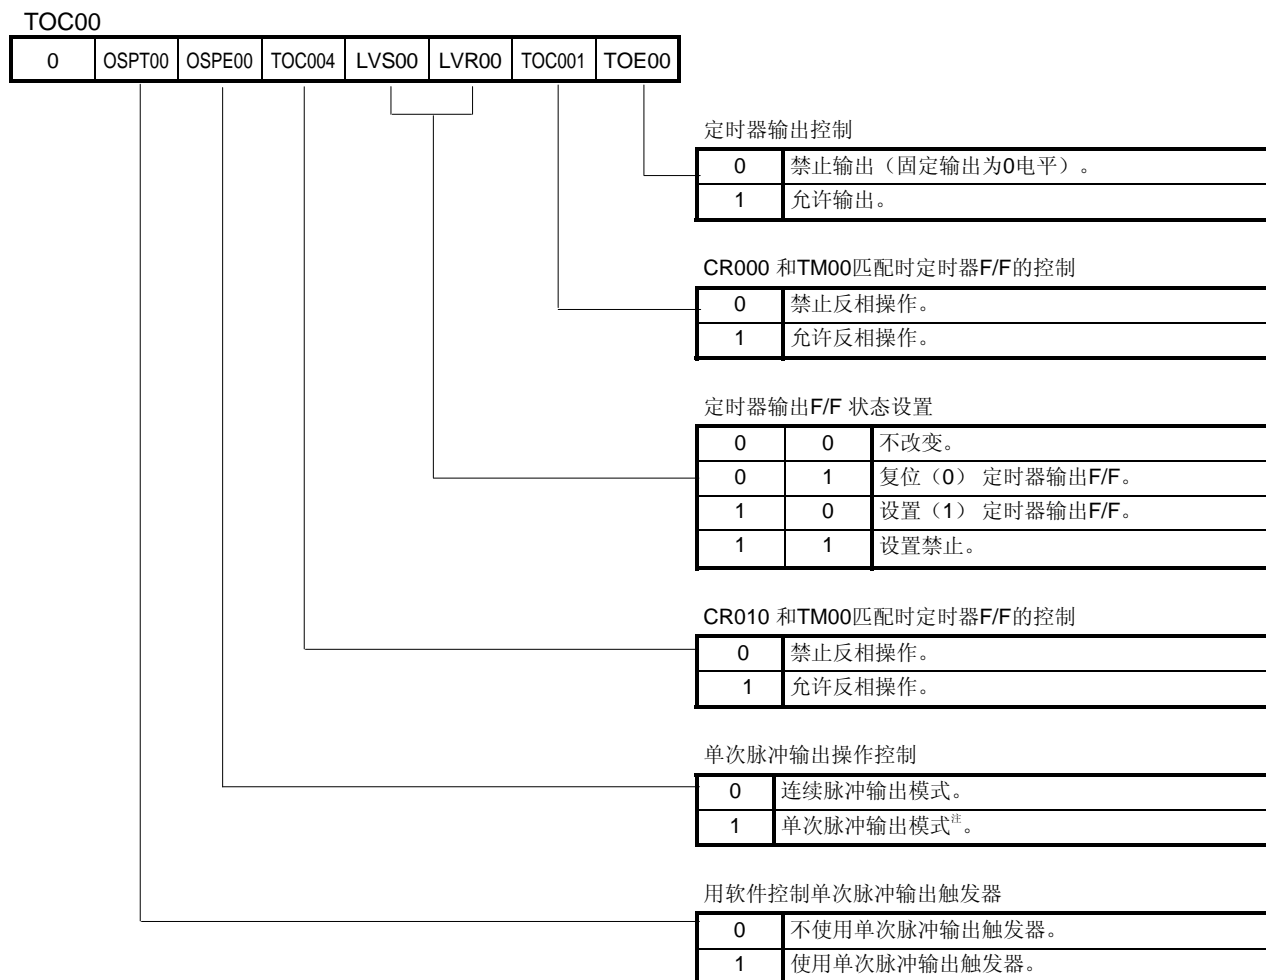 TOC00
0 OSPT00 OSPE00 TOC004 LVS00 LVR00 TOC001 TOE00
定时器输出控制
0 禁止输出（固定输出为0电平）。
1 允许输出。
CR000 和TM00匹配时定时器F/F的控制
0 禁止反相操作。
1 允许反相操作。
定时器输出F/F 状态设置
0 0 不改变。
0 1 复位（0） 定时器输出F/F。
1 0 设置（1） 定时器输出F/F。
1 1 设置禁止。
CR010 和TM00匹配时定时器F/F的控制
0 禁止反相操作。
1 允许反相操作。
单次脉冲输出操作控制
0 连续脉冲输出模式。
1 单次脉冲输出模式注。
用软件控制单次脉冲输出触发器
0 不使用单次脉冲输出触发器。
1 使用单次脉冲输出触发器。